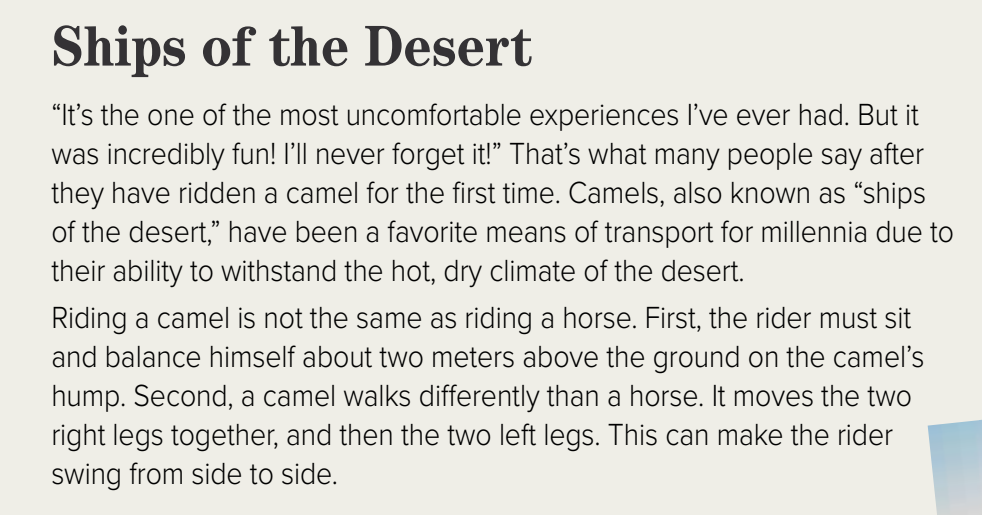 Ships of the Desert
“It’s the one of the most uncomfortable experiences I’ve ever had. But it
was incredibly fun! I’ll never forget it!” That’s what many people say after
they have ridden a camel for the first time. Camels, also known as “ships
of the desert,” have been a favorite means of transport for millennia due to
their ability to withstand the hot, dry climate of the desert.
Riding a camel is not the same as riding a horse. First, the rider must sit
and balance himself about two meters above the ground on the camel’s
hump. Second, a camel walks differently than a horse. It moves the two
right legs together, and then the two left legs. This can make the rider
swing from side to side.